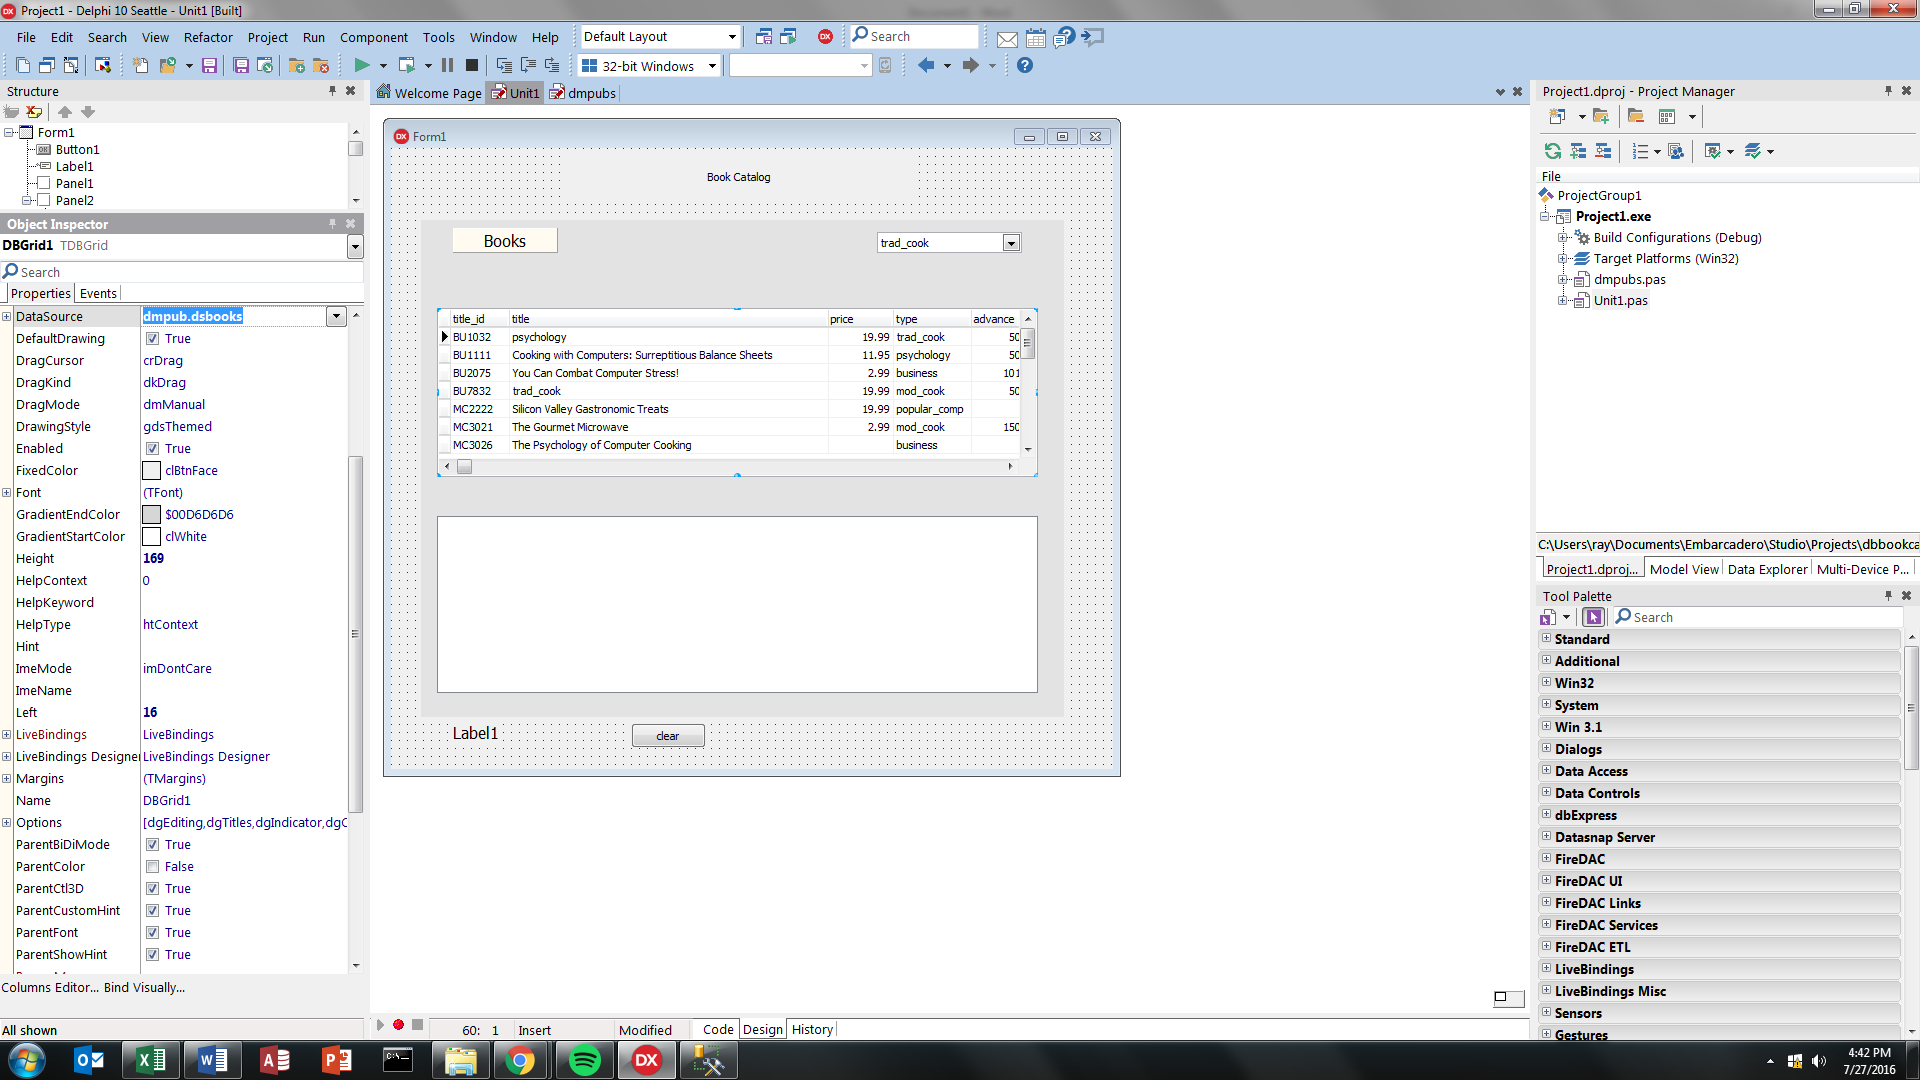 Project1 - Delphi 10 Seattle - Unit1 [Built]
File Edit Search View Refactor Project Run Component Tools Window Help
Default Layout
Search
32-bit Windows
Structure
Form1
Button1
Label1
Panel1
Panel2
Object Inspector
DBGrid1 TDBGrid
Search
Properties Events
DataSource dmpub.dsbooks
DefaultDrawing True
DragCursor crDrag
DragKind dkDrag
DragMode dmManual
DrawingStyle gdsThemed
Enabled True
FixedColor clBtnFace
Font (TFont)
GradientEndColor $00D6D6D6
GradientStartColor clWhite
Height 169
HelpContext 0
HelpKeyword
HelpType htContext
Hint
ImeMode imDontCare
ImeName
Left 16
LiveBindings LiveBindings
LiveBindings Designer LiveBindings Designer
Margins (TMargins)
Name DBGrid1
Options [dgEditing,dgTitles,dgIndicator,dgC
ParentBiDiMode True
ParentColor False
ParentCtl3D True
ParentCustomHint True
ParentFont True
ParentShowHint True
Columns Editor... Bind Visually...
All shown
Welcome Page Unit1 dmpubs
Form1
Book Catalog
Books
trad_cook
title_id title price type advance
BU1032 psychology 19.99 trad_cook 50
BU1111 Cooking with Computers: Surreptitious Balance Sheets 11.95 psychology 50
BU2075 You Can Combat Computer Stress! 2.99 business 101
BU7832 trad_cook 19.99 mod_cook 50
MC2222 Silicon Valley Gastronomic Treats 19.99 popular_comp
MC3021 The Gourmet Microwave 2.99 mod_cook 150
MC3026 The Psychology of Computer Cooking business
Label1
clear
60: 1 Insert Modified Code Design History
Project1.dproj - Project Manager
File
ProjectGroup1
Project1.exe
Build Configurations (Debug)
Target Platforms (Win32)
dmpubs.pas
Unit1.pas
C:\Users\ray\Documents\Embarcadero\Studio\Projects\dbbookca
Project1.dproj... Model View Data Explorer Multi-Device P...
Tool Palette
Search
Standard
Additional
Win32
System
Win 3.1
Dialogs
Data Access
Data Controls
dbExpress
Datasnap Server
FireDAC
FireDAC UI
FireDAC Links
FireDAC Services
FireDAC ETL
LiveBindings
LiveBindings Misc
Sensors
Gestures
4:42 PM
7/27/2016